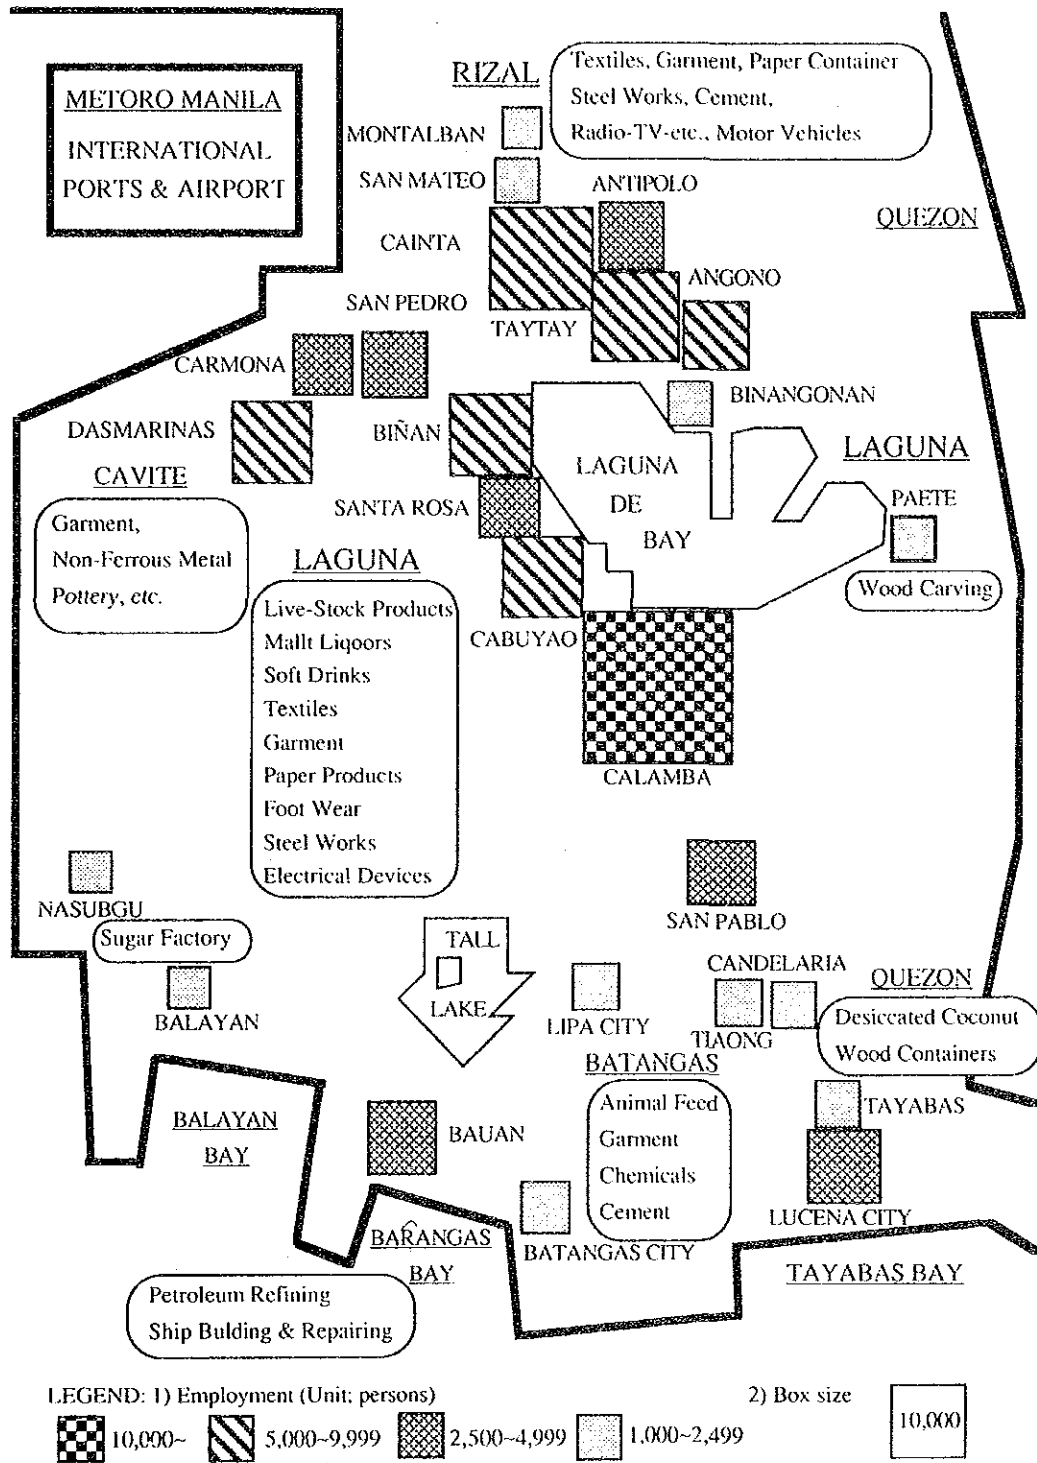 METORO MANILA
INTERNATIONAL
PORTS & AIRPORT
RIZAL
Textiles, Garment, Paper Container
Steel Works, Cement,
Radio-TV-etc., Motor Vehicles
MONTALBAN
SAN MATEO
ANTIPOLO
QUEZON
CAINTA
ANGONO
SAN PEDRO
TAYTAY
CARMONA
BINANGONAN
DASMARINAS
BIÑAN
CAVITE
Garment,
Non-Ferrous Metal
Pottery, etc.
LAGUNA
DE
BAY
LAGUNA
PAETE
Wood Carving
SANTA ROSA
LAGUNA
Live-Stock Products
Mallt Liqoors
Soft Drinks
Textiles
Garment
Paper Products
Foot Wear
Steel Works
Electrical Devices
CABUYAO
CALAMBA
NASUBGU
Sugar Factory
BALAYAN
SAN PABLO
TALL
LAKE
LIPA CITY
CANDELARIA
TIAONG
QUEZON
Desiccated Coconut
Wood Containers
BATANGAS
Animal Feed
Garment
Chemicals
Cement
TAYABAS
BALAYAN
BAY
BAUAN
LUCENA CITY
BARANGAS
BAY
BATANGAS CITY
TAYABAS BAY
Petroleum Refining
Ship Bulding & Repairing
LEGEND: 1) Employment (Unit; persons)
2) Box size
10,000~
5,000~9,999
2,500~4,999
1,000~2,499
10,000